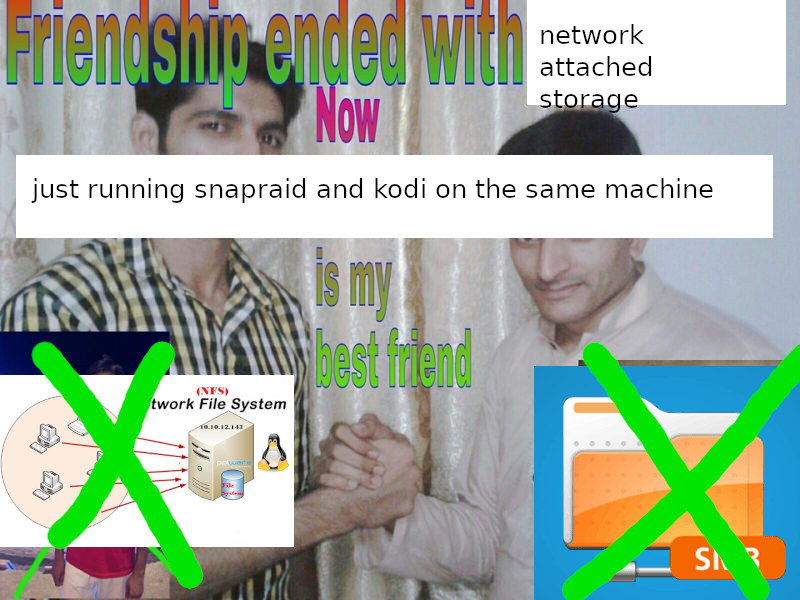 Friendship ended with
network
attached
storage
Now
just running snapraid and kodi on the same machine
is my
best friend
(NFS)
twork File System
10.10.12.143
File
System
SMB